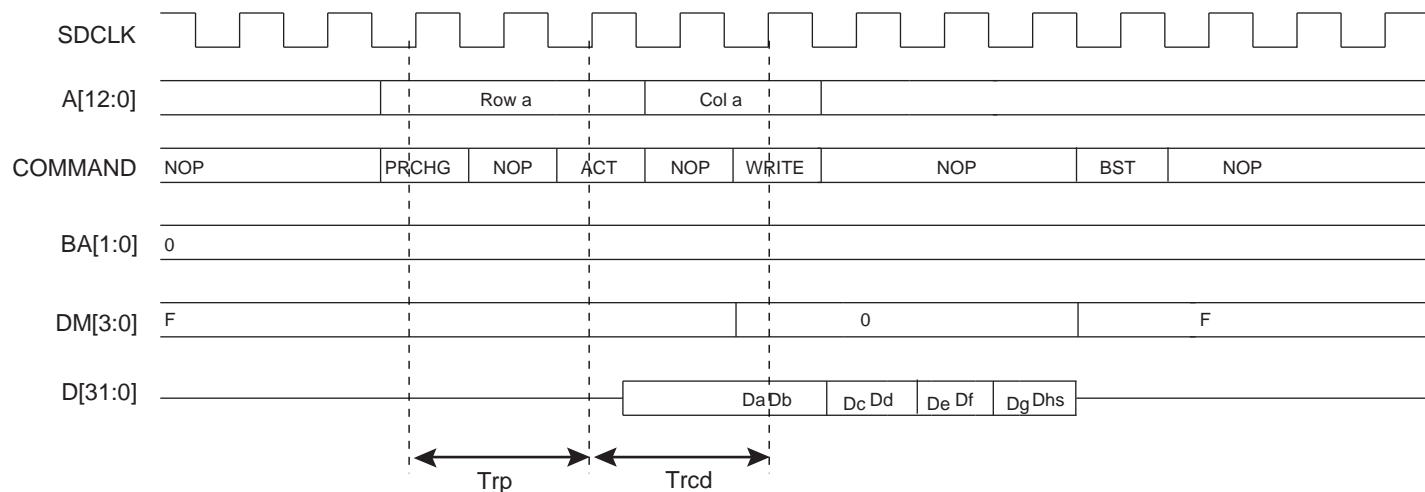 SDCLK
A[12:0] Row a Col a
COMMAND NOP PRCHG NOP ACT NOP WRITE NOP BST NOP
BA[1:0] 0
DM[3:0] F 0 F
D[31:0] Da Db Dc Dd De Df Dg Dhs
Trp Trcd